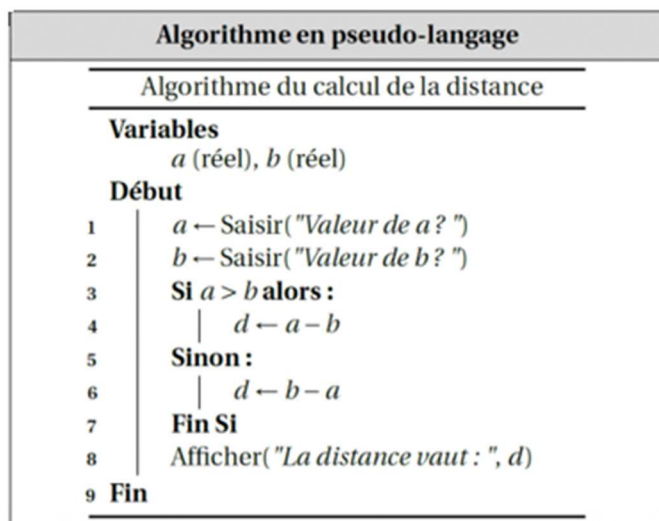 Algorithme en pseudo-langage
Algorithme du calcul de la distance
Variables
a (réel), b (réel)
Début
1 a ← Saisir("Valeur de a ? ")
2 b ← Saisir("Valeur de b ? ")
3 Si a > b alors :
4 d ← a − b
5 Sinon :
6 d ← b − a
7 Fin Si
8 Afficher("La distance vaut : ", d)
9 Fin